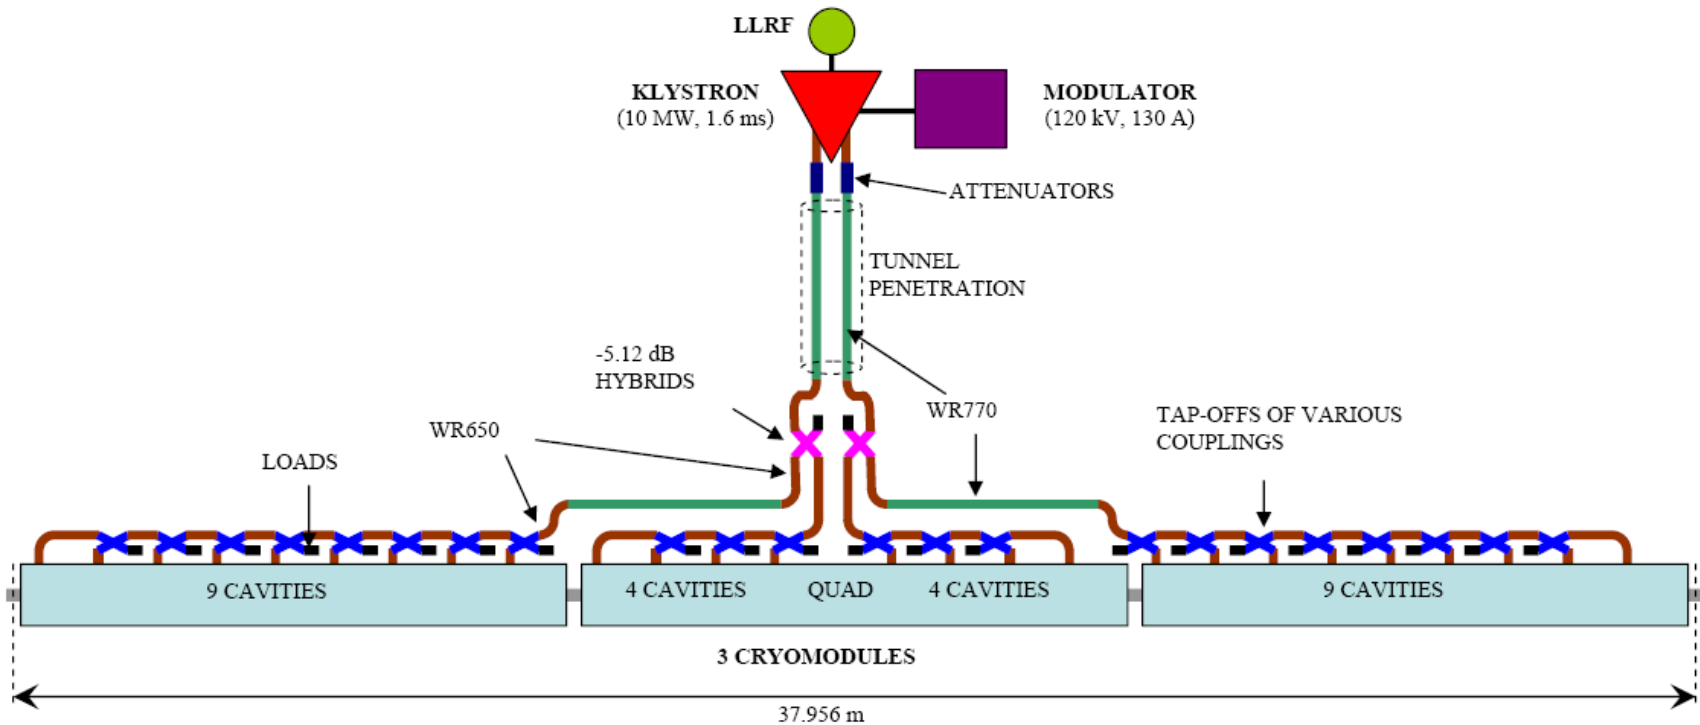 LLRF
KLYSTRON
(10 MW, 1.6 ms)
MODULATOR
(120 kV, 130 A)
ATTENUATORS
TUNNEL
PENETRATION
-5.12 dB
HYBRIDS
WR650
WR770
TAP-OFFS OF VARIOUS
COUPLINGS
LOADS
9 CAVITIES
4 CAVITIES
QUAD
4 CAVITIES
9 CAVITIES
3 CRYOMODULES
37.956 m